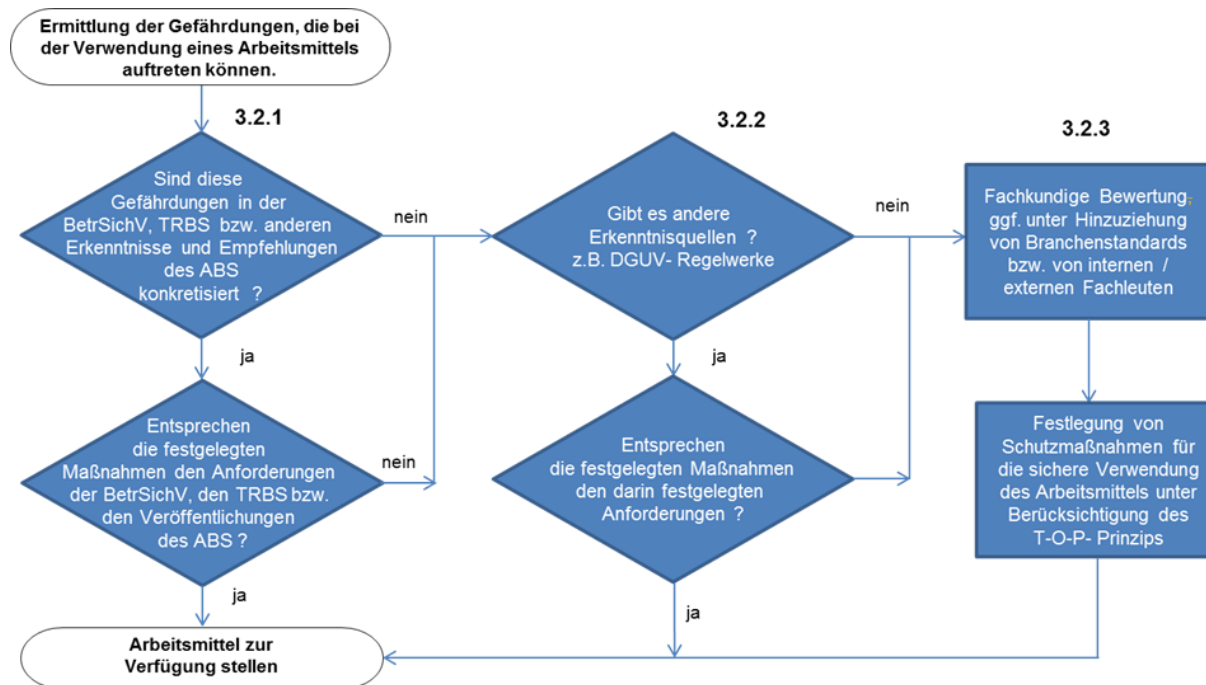 Ermittlung der Gefährdungen, die bei
der Verwendung eines Arbeitsmittels
auftreten können.
3.2.1
Sind diese
Gefährdungen in der
BetrSichV, TRBS bzw. anderen
Erkenntnisse und Empfehlungen
des ABS
konkretisiert ?
nein
ja
Entsprechen
die festgelegten
Maßnahmen den Anforderungen
der BetrSichV, den TRBS bzw.
den Veröffentlichungen
des ABS ?
nein
ja
Arbeitsmittel zur
Verfügung stellen
3.2.2
Gibt es andere
Erkenntnisquellen ?
z.B. DGUV- Regelwerke
nein
ja
Entsprechen
die festgelegten Maßnahmen
den darin festgelegten
Anforderungen ?
ja
3.2.3
Fachkundige Bewertung,
ggf. unter Hinzuziehung
von Branchenstandards
bzw. von internen /
externen Fachleuten
Festlegung von
Schutzmaßnahmen für
die sichere Verwendung
des Arbeitsmittels unter
Berücksichtigung des
T-O-P- Prinzips